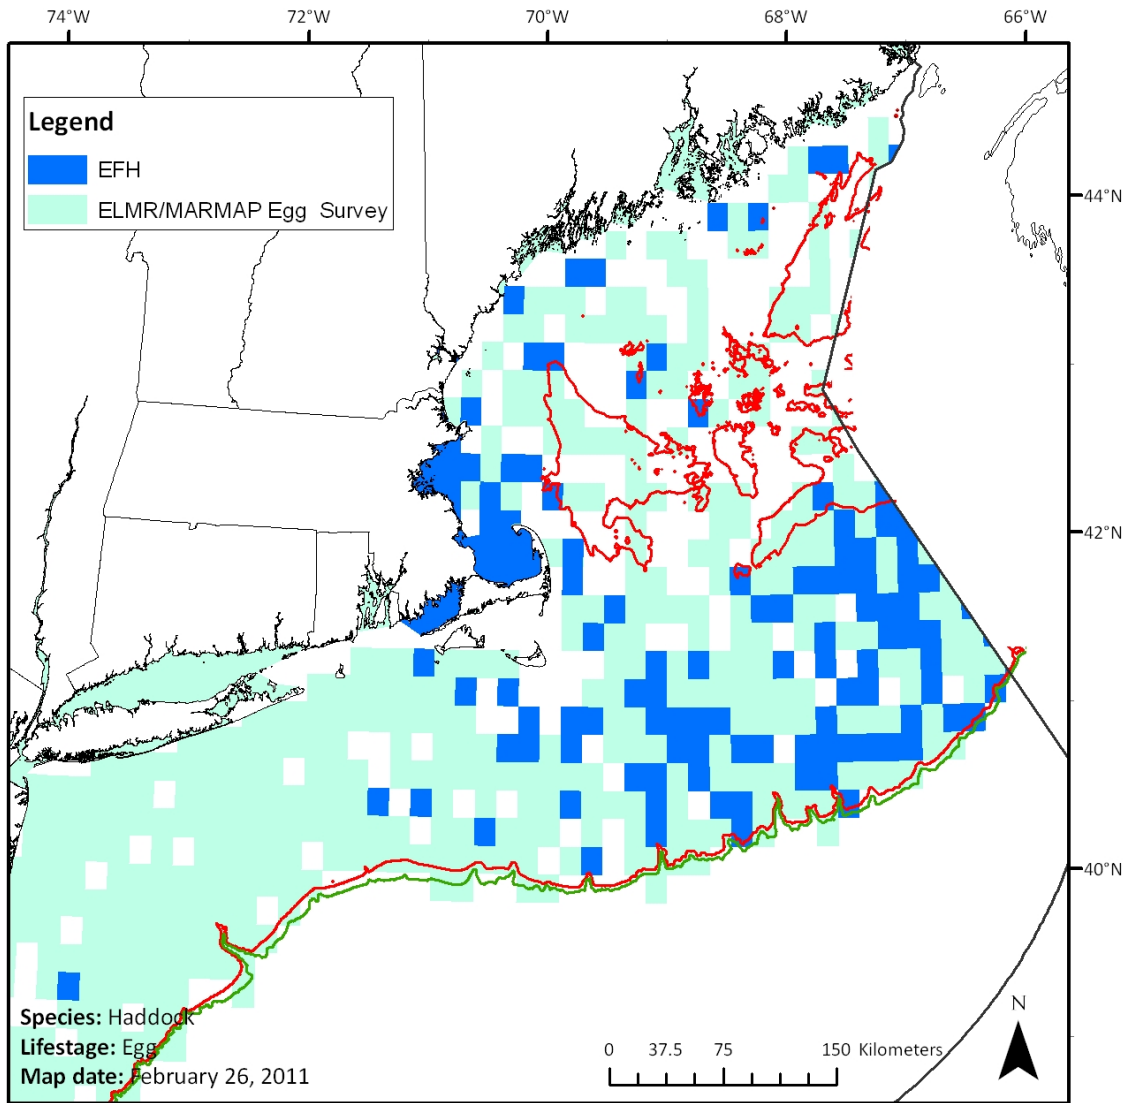 74°W 72°W 70°W 68°W 66°W
Legend
EFH
ELMR/MARMAP Egg Survey
44°N
42°N
40°N
Species: Haddock
Lifestage: Egg
Map date: February 26, 2011
0 37.5 75 150 Kilometers
N